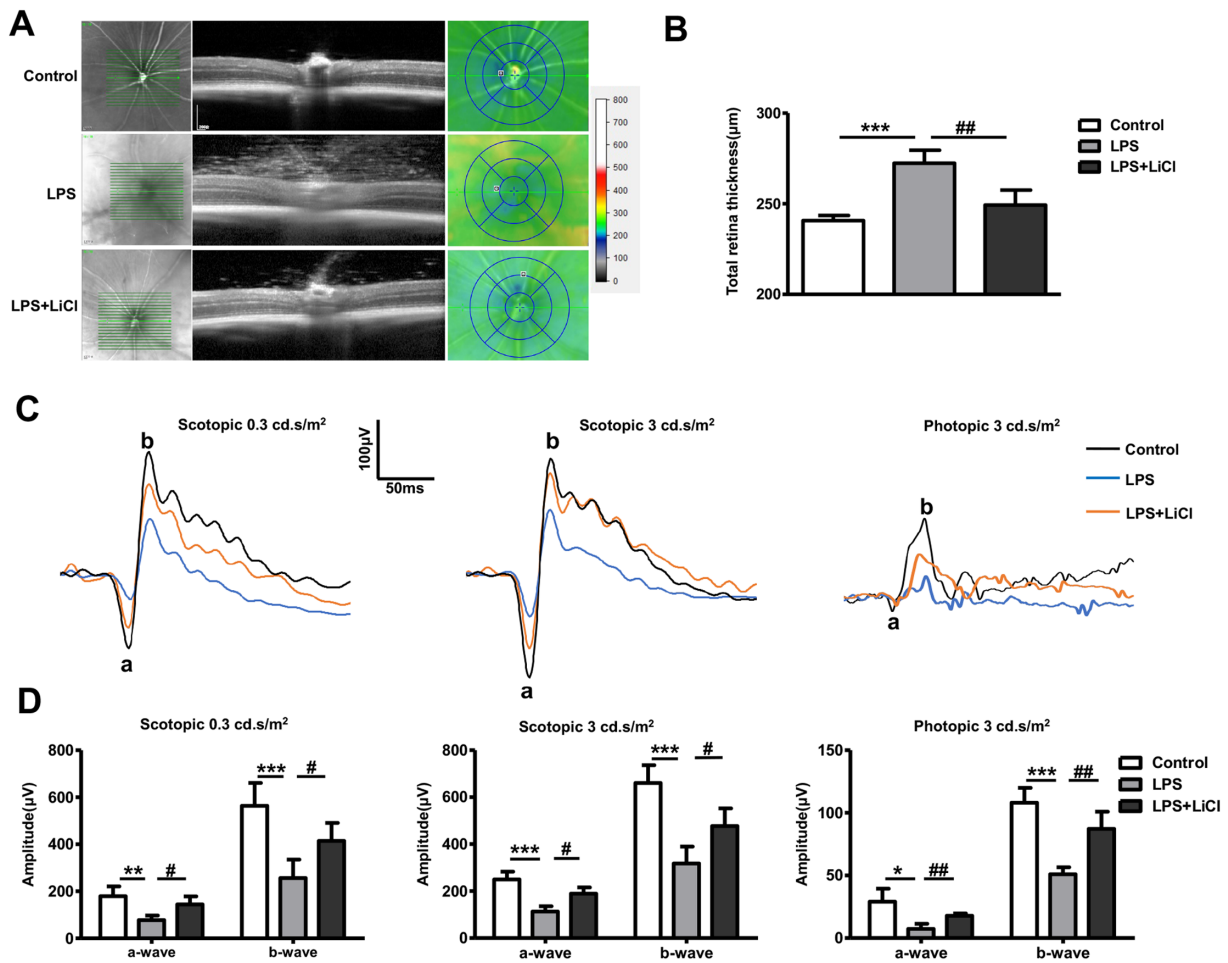 A
Control
LPS
LPS+LiCl
800
700
600
500
400
300
200
100
0
B
Total retina thickness(μm)
300
250
200
***
##
Control
LPS
LPS+LiCl
C
Scotopic 0.3 cd.s/m²
100μV
50ms
Scotopic 3 cd.s/m²
Photopic 3 cd.s/m²
Control
LPS
LPS+LiCl
b
a
b
a
b
a
D
Scotopic 0.3 cd.s/m²
Amplitude(μV)
800
600
400
200
0
**
#
***
#
a-wave
b-wave
Scotopic 3 cd.s/m²
Amplitude(μV)
800
600
400
200
0
***
#
***
#
a-wave
b-wave
Photopic 3 cd.s/m²
Amplitude(μV)
150
100
50
0
*
##
***
##
a-wave
b-wave
Control
LPS
LPS+LiCl